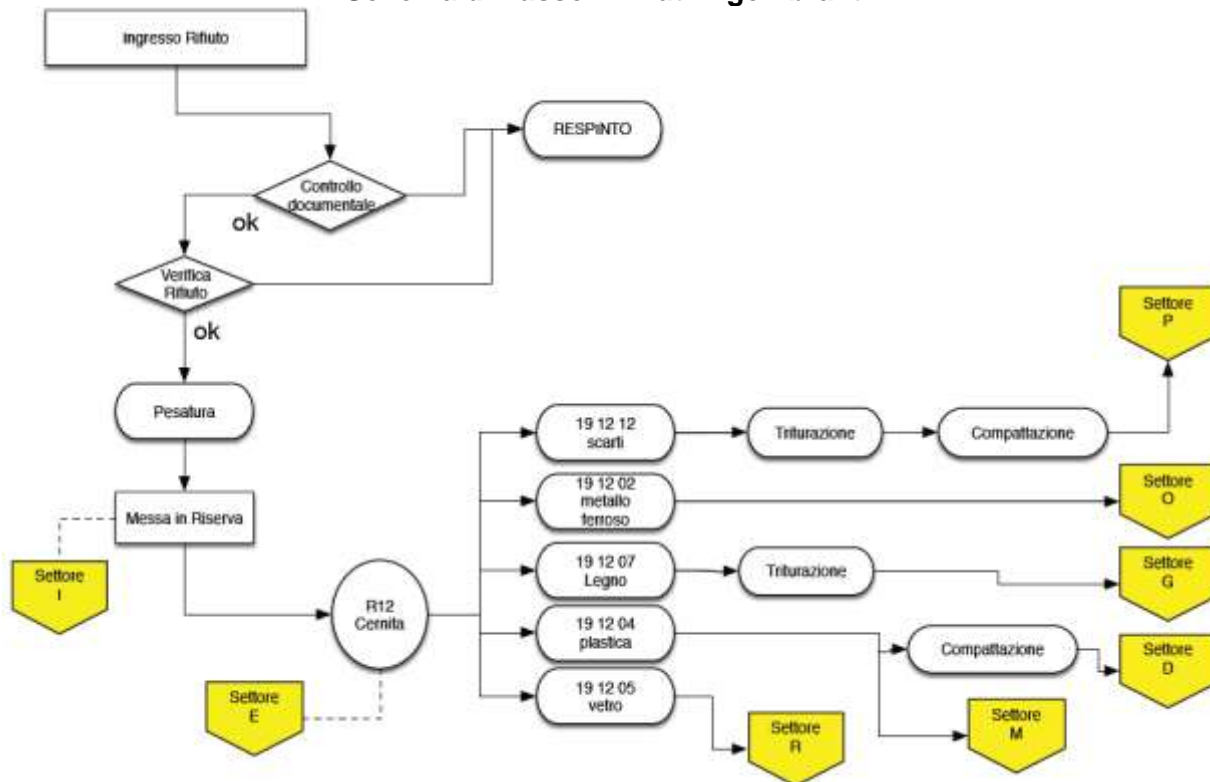 ingresso Rifiuto
RESPINTO
Controllo
documentale
ok
Verifica
Rifiuto
ok
Settore
P
Pesatura
19 12 12
scarti
Triturazione
Compattazione
Messa in Riserva
19 12 02
metallo
ferroso
Settore
O
Settore
I
R12
Cernita
19 12 07
Legno
Triturazione
Settore
G
19 12 04
plastica
Compattazione
Settore
D
Settore
E
19 12 05
vetro
Settore
R
Settore
M